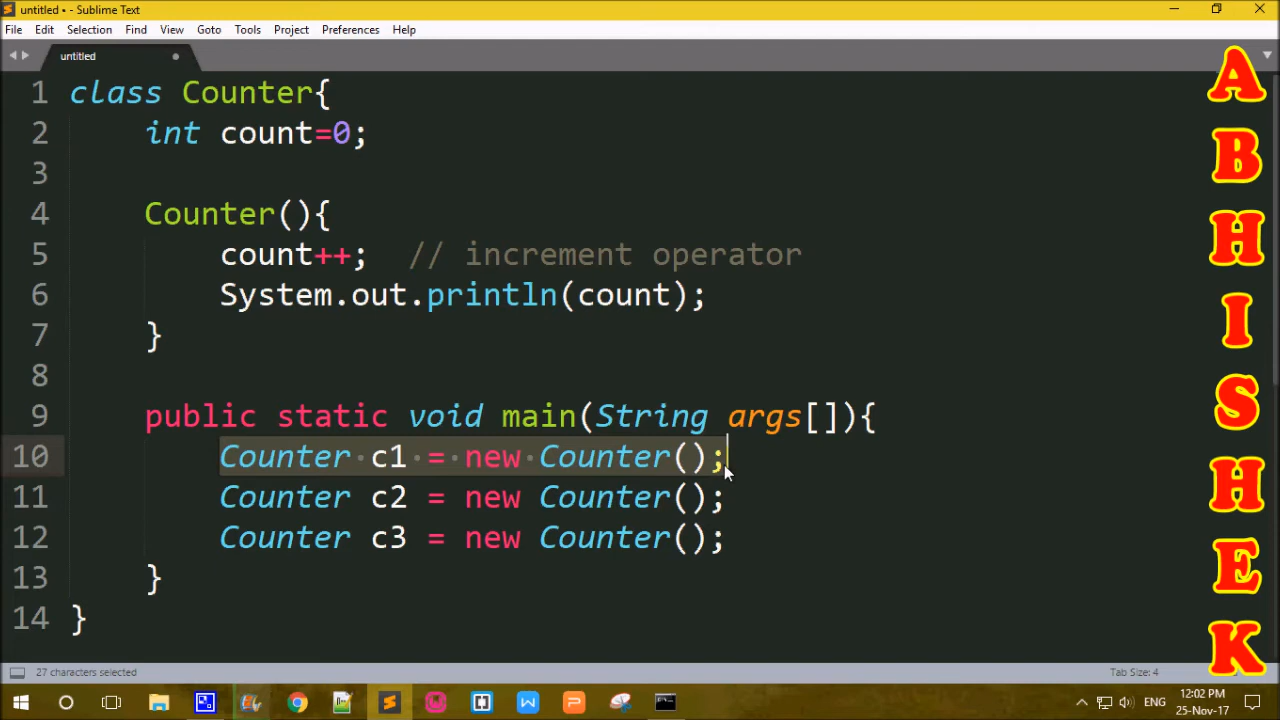 untitled • - Sublime Text
File Edit Selection Find View Goto Tools Project Preferences Help
untitled
1 class Counter{
2 int count=0;
3
4 Counter(){
5 count++; // increment operator
6 System.out.println(count);
7 }
8
9 public static void main(String args[]){
10 Counter c1 = new Counter();
11 Counter c2 = new Counter();
12 Counter c3 = new Counter();
13 }
14 }
ABHISHEK
27 characters selected Tab Size: 4
ENG 12:02 PM
25-Nov-17